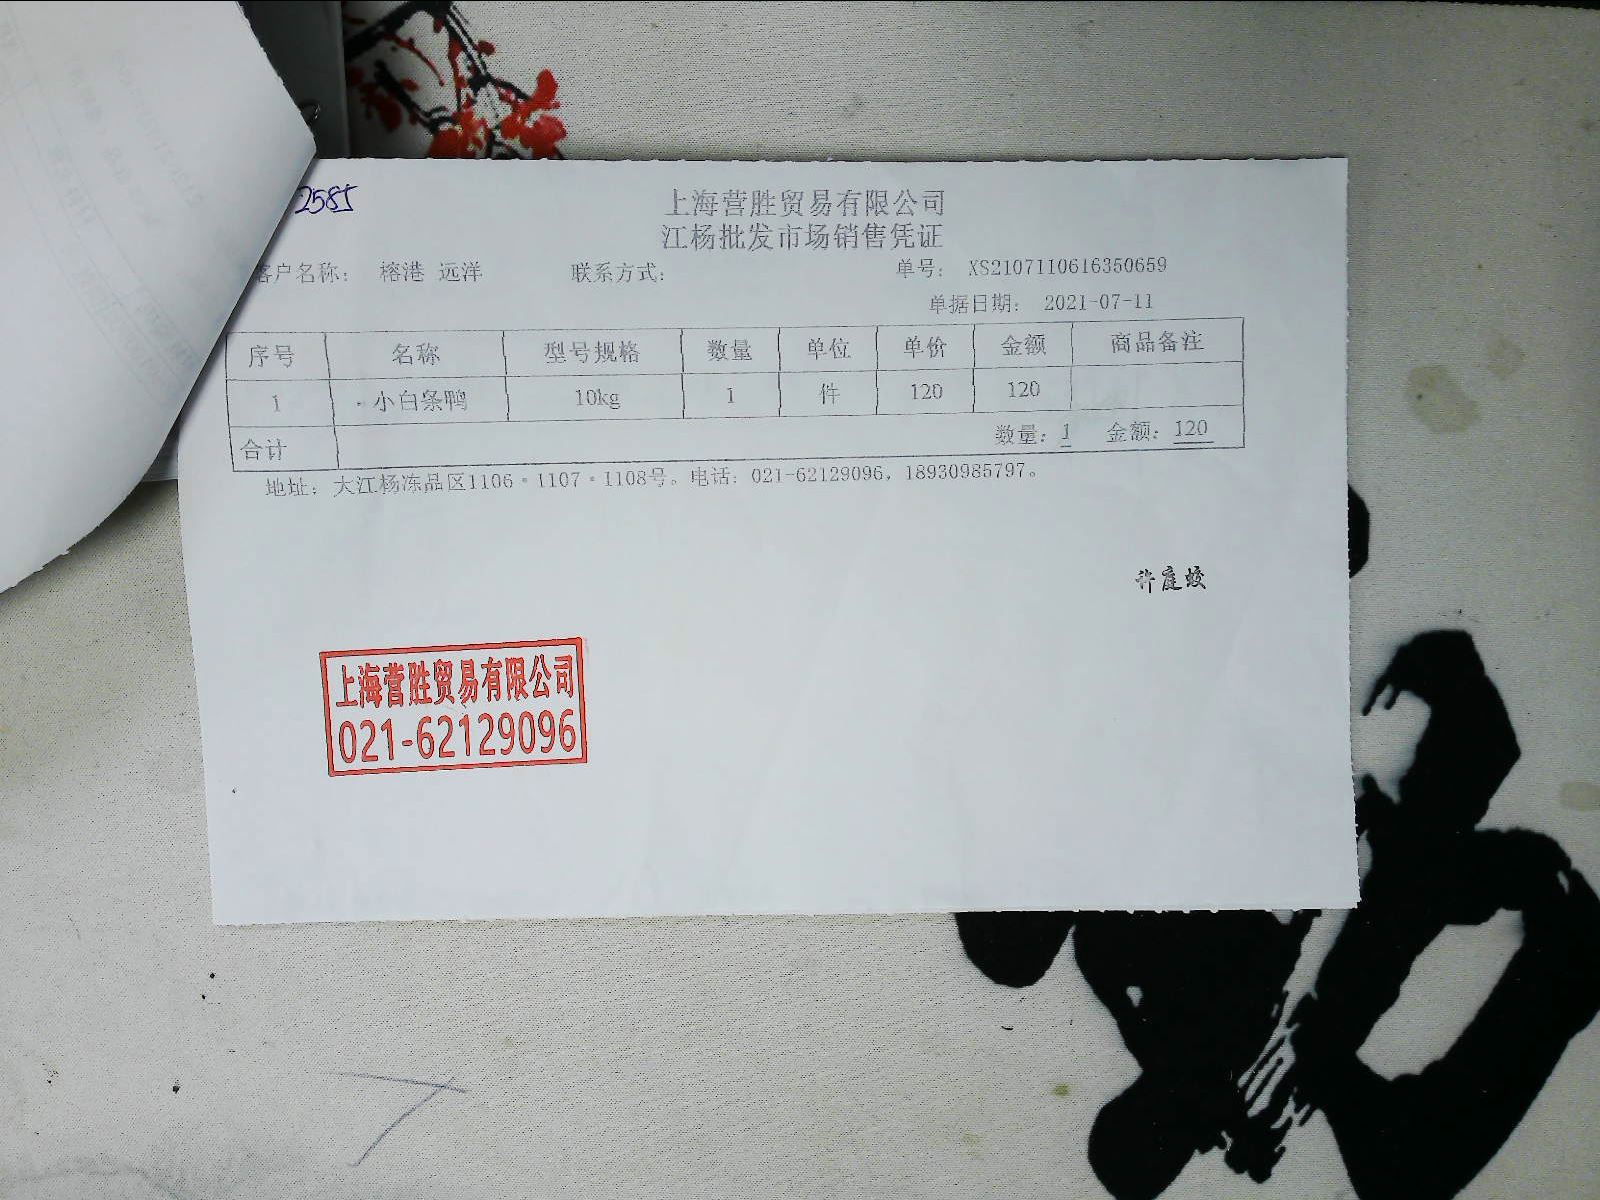 2585
上海营胜贸易有限公司
江杨批发市场销售凭证
客户名称: 榕港 远洋 联系方式: 单号: XS2107110616350659
单据日期: 2021-07-11
序号 名称 型号规格 数量 单位 单价 金额 商品备注
1 小白条鸭 10kg 1 件 120 120
合计 数量:1 金额:120
地址: 大江杨冻品区1106·1107·1108号。电话: 021-62129096, 18930985797。
许庭蛟
上海营胜贸易有限公司
021-62129096